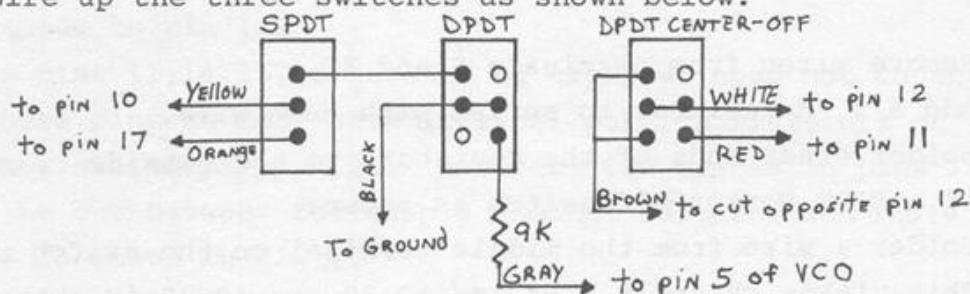 wire up the three switches as shown below.
SPDT DPDT DPDT CENTER-OFF
to pin 10 YELLOW
to pin 17 ORANGE
BLACK
To GROUND
WHITE to pin 12
RED to pin 11
BROWN to cut opposite pin 12
9K
GRAY to pin 5 of VCO